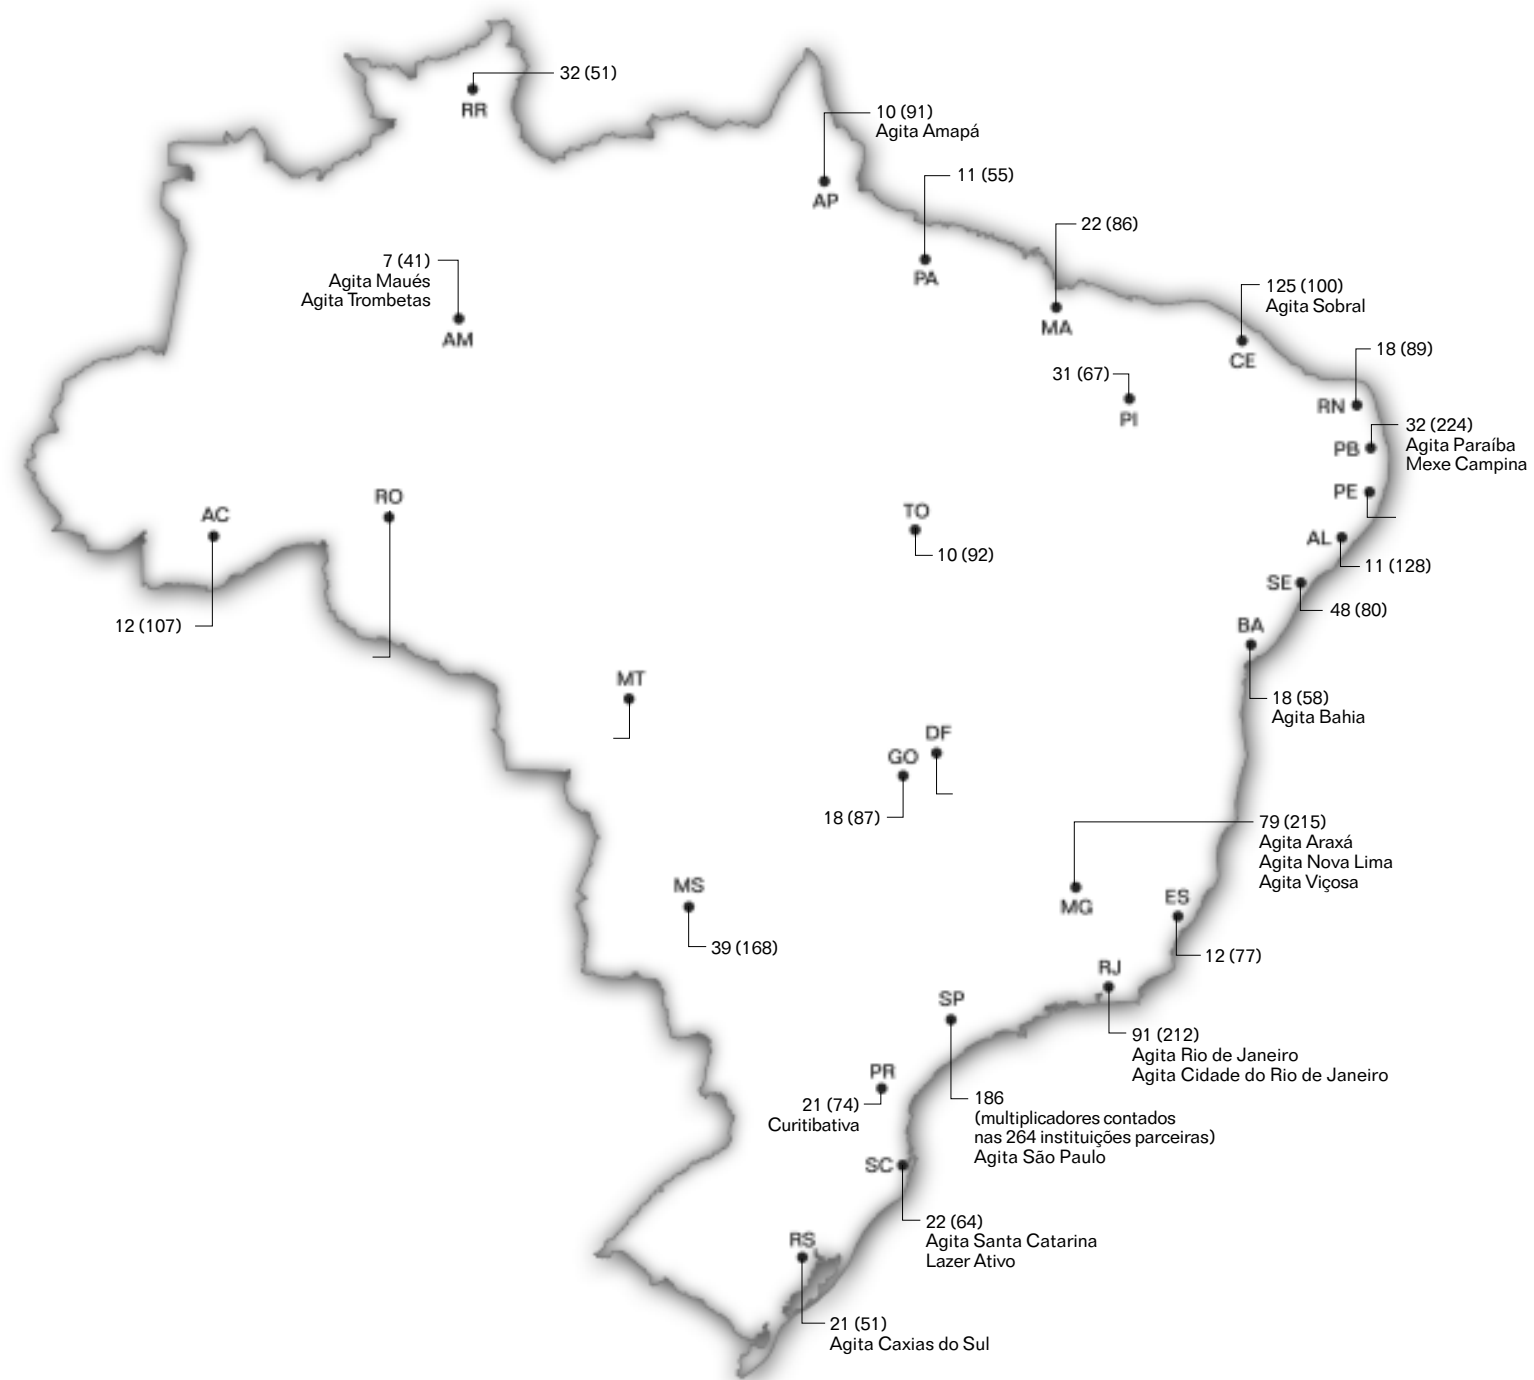 32 (51)
RR
10 (91)
Agita Amapá
AP
11 (55)
PA
22 (86)
MA
7 (41)
Agita Maués
Agita Trombetas
AM
125 (100)
Agita Sobral
CE
18 (89)
RN
31 (67)
PI
32 (224)
Agita Paraíba
Mexe Campina
PB
PE
RO
AC
TO
10 (92)
AL
11 (128)
SE
48 (80)
12 (107)
BA
18 (58)
Agita Bahia
MT
DF
GO
18 (87)
79 (215)
Agita Araxá
Agita Nova Lima
Agita Viçosa
MG
MS
39 (168)
ES
12 (77)
RJ
91 (212)
Agita Rio de Janeiro
Agita Cidade do Rio de Janeiro
SP
186
(multiplicadores contados
nas 264 instituições parceiras)
Agita São Paulo
PR
21 (74)
Curitibativa
SC
22 (64)
Agita Santa Catarina
Lazer Ativo
RS
21 (51)
Agita Caxias do Sul